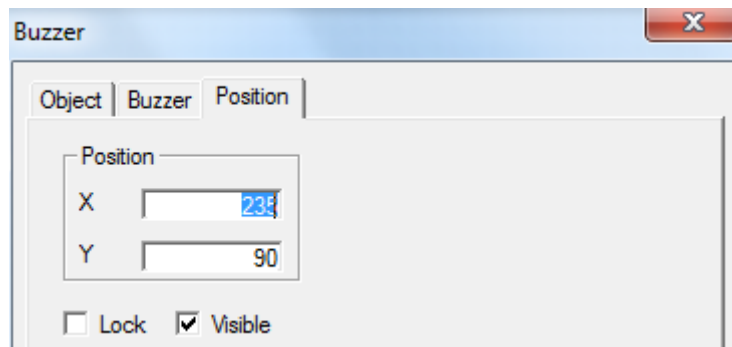 Buzzer
Object Buzzer Position
Position
X 235
Y 90
Lock Visible